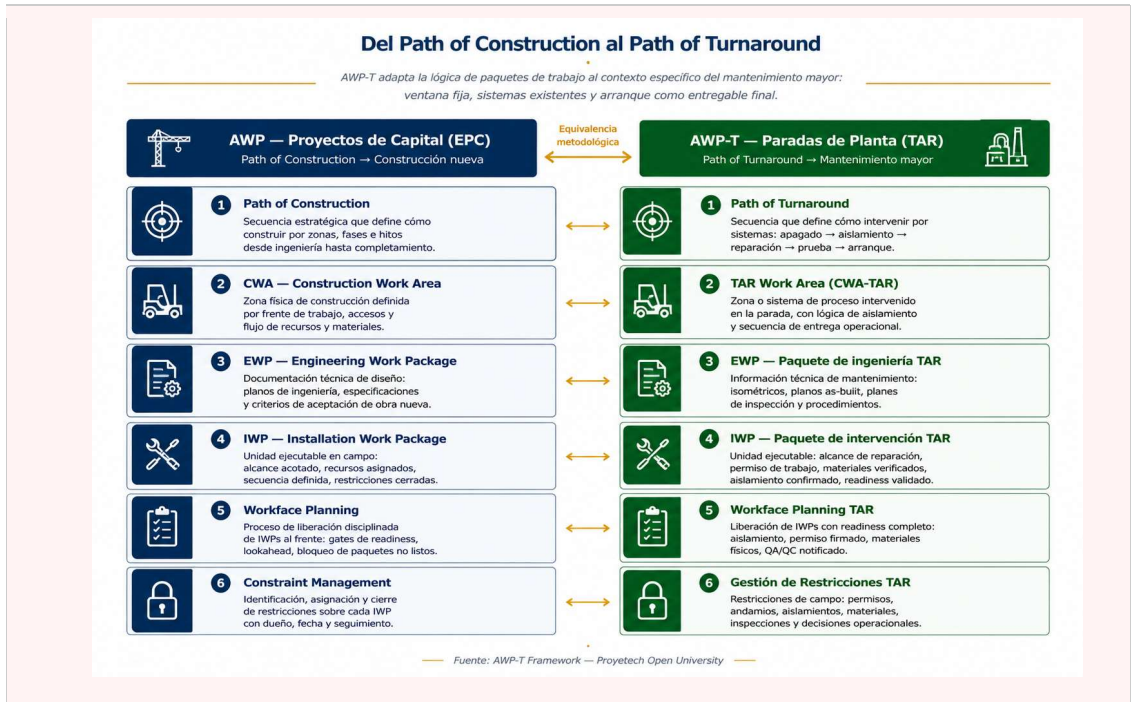 Del Path of Construction al Path of Turnaround
AWP-T adapta la lógica de paquetes de trabajo al contexto específico del mantenimiento mayor:
ventana fija, sistemas existentes y arranque como entregable final.
AWP — Proyectos de Capital (EPC)
Path of Construction → Construcción nueva
Equivalencia
metodológica
AWP-T — Paradas de Planta (TAR)
Path of Turnaround → Mantenimiento mayor
1 Path of Construction
Secuencia estratégica que define cómo
construir por zonas, fases e hitos
desde ingeniería hasta completamiento.
1 Path of Turnaround
Secuencia que define cómo intervenir por
sistemas: apagado → aislamiento →
reparación → prueba → arranque.
2 CWA — Construction Work Area
Zona física de construcción definida
por frente de trabajo, accesos y
flujo de recursos y materiales.
2 TAR Work Area (CWA-TAR)
Zona o sistema de proceso intervenido
en la parada, con lógica de aislamiento
y secuencia de entrega operacional.
3 EWP — Engineering Work Package
Documentación técnica de diseño:
planos de ingeniería, especificaciones
y criterios de aceptación de obra nueva.
3 EWP — Paquete de ingeniería TAR
Información técnica de mantenimiento:
isométricos, planos as-buiit, planes
de inspección y procedimientos.
4 IWP — Installation Work Package
Unidad ejecutable en campo:
alcance acotado, recursos asignados,
secuencia definida, restricciones cerradas.
4 IWP — Paquete de intervención TAR
Unidad ejecutable: alcance de reparación,
permiso de trabajo, materiales verificados,
aislamiento confirmado, readiness validado.
5 Workface Planning
Proceso de liberación disciplinada
de IWPs al frente: gates de readiness,
lookahead, bloqueo de paquetes no listos.
5 Workface Planning TAR
Liberación de IWPs con readiness completo:
aislamiento, permiso firmado, materiales
físicos, QA/QC notificado.
6 Constraint Management
Identificación, asignación y cierre
de restricciones sobre cada IWP
con dueño, fecha y seguimiento.
6 Gestión de Restricciones TAR
Restricciones de campo: permisos,
andamios, aislamientos, materiales,
inspecciones y decisiones operacionales.
Fuente: AWP-T Framework — Proyetech Open University